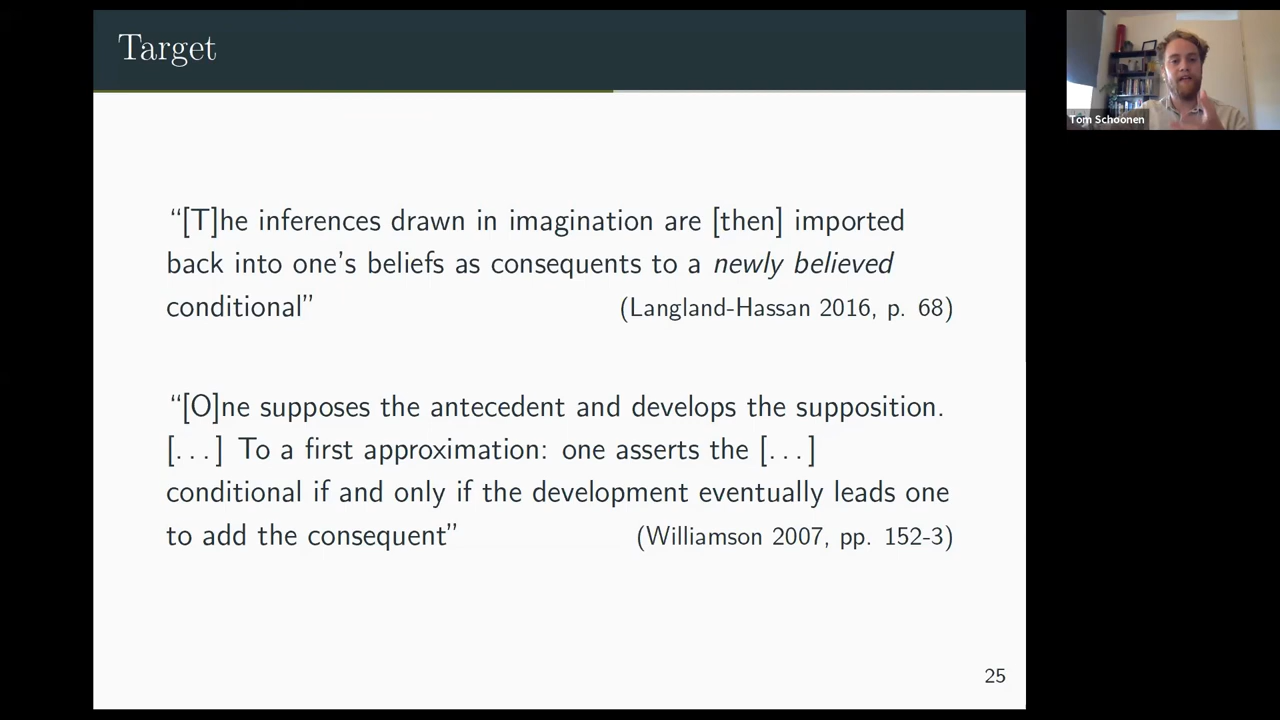 Target
Tom Schoonen
“[T]he inferences drawn in imagination are [then] imported
back into one’s beliefs as consequents to a newly believed
conditional” (Langland-Hassan 2016, p. 68)
“[O]ne supposes the antecedent and develops the supposition.
[...] To a first approximation: one asserts the [...]
conditional if and only if the development eventually leads one
to add the consequent” (Williamson 2007, pp. 152-3)
25